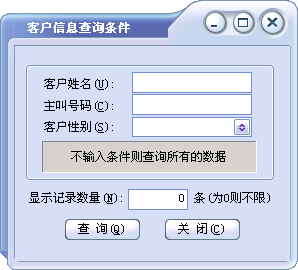 客户信息查询条件
客户姓名(U):
主叫号码(C):
客户性别(S):
不输入条件则查询所有的数据
显示记录数量(N): 0 条(为0则不限)
查 询(Q) 关 闭(C)